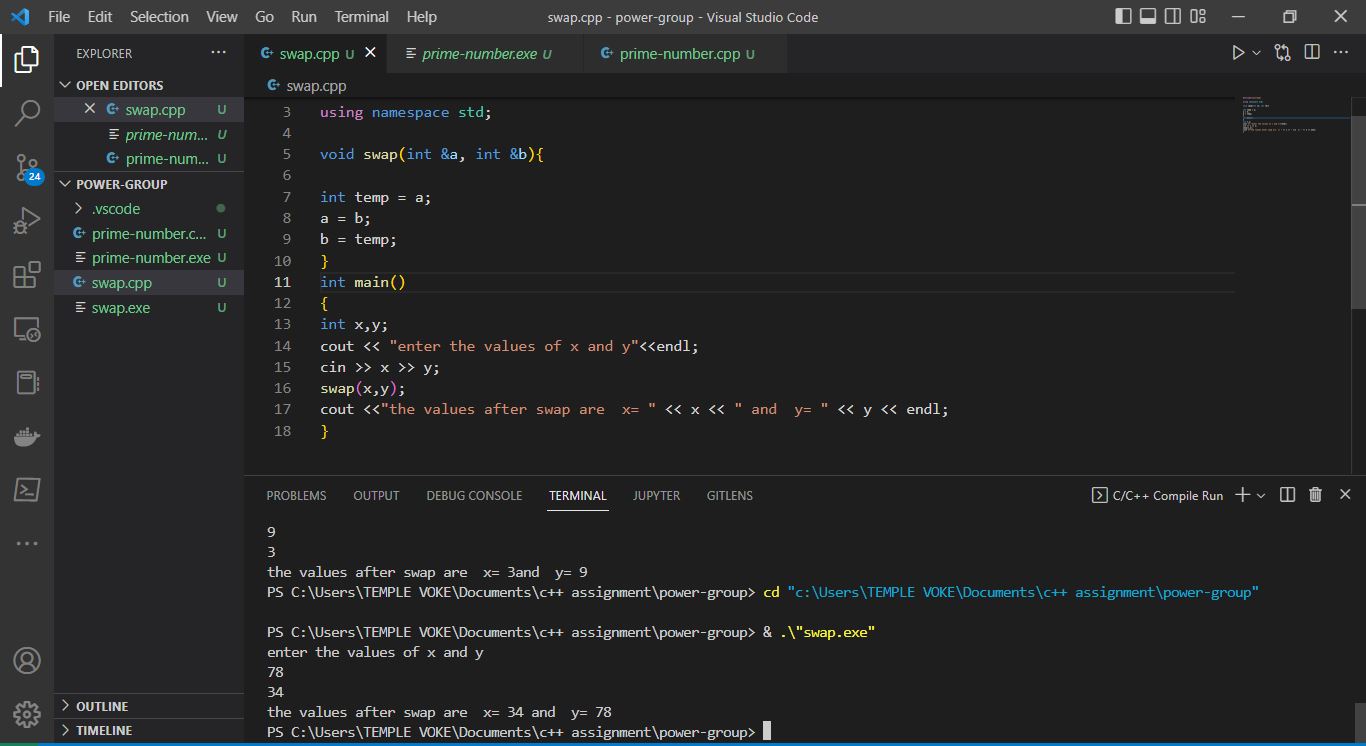 File Edit Selection View Go Run Terminal Help swap.cpp - power-group - Visual Studio Code
EXPLORER
OPEN EDITORS
swap.cpp U
prime-num... U
prime-num... U
24
POWER-GROUP
.vscode
prime-number.c... U
prime-number.exe U
swap.cpp U
swap.exe U
OUTLINE
TIMELINE
swap.cpp U prime-number.exe U prime-number.cpp U
swap.cpp
3 using namespace std;
4
5 void swap(int &a, int &b){
6
7 int temp = a;
8 a = b;
9 b = temp;
10 }
11 int main()
12 {
13 int x,y;
14 cout << "enter the values of x and y"<<endl;
15 cin >> x >> y;
16 swap(x,y);
17 cout <<"the values after swap are  x= " << x << " and  y= " << y << endl;
18 }
PROBLEMS OUTPUT DEBUG CONSOLE TERMINAL JUPYTER GITLENS C/C++ Compile Run
9
3
the values after swap are  x= 3and  y= 9
PS C:\Users\TEMPLE VOKE\Documents\c++ assignment\power-group> cd "c:\Users\TEMPLE VOKE\Documents\c++ assignment\power-group"
PS C:\Users\TEMPLE VOKE\Documents\c++ assignment\power-group> & .\"swap.exe"
enter the values of x and y
78
34
the values after swap are  x= 34 and  y= 78
PS C:\Users\TEMPLE VOKE\Documents\c++ assignment\power-group>